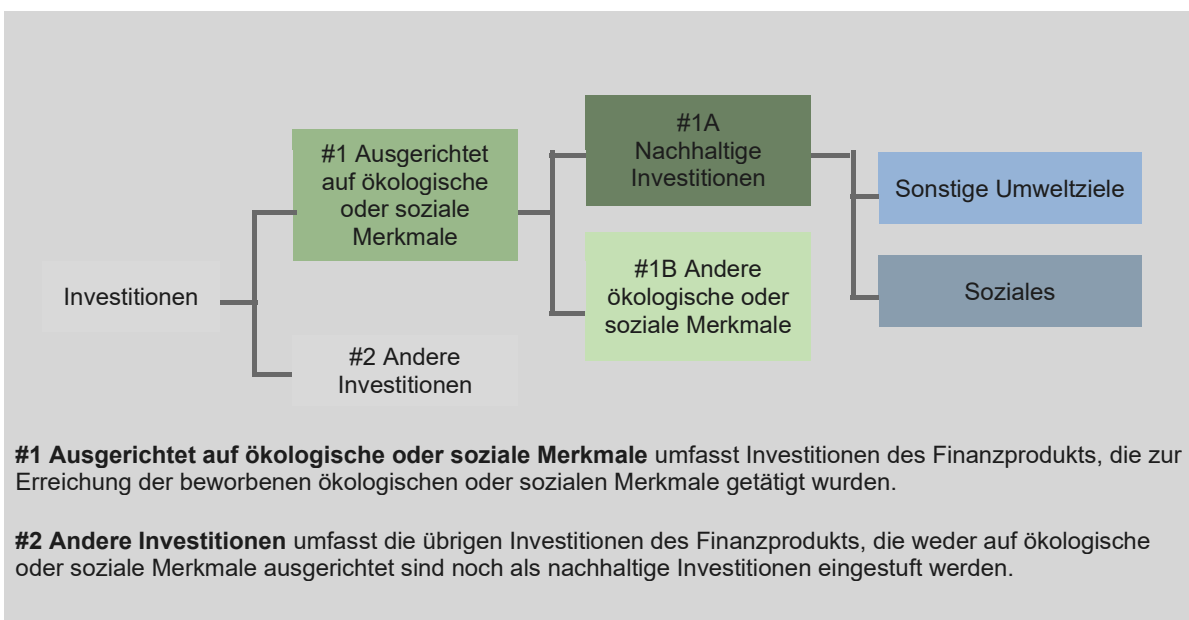 #1A
Nachhaltige
Investitionen
#1 Ausgerichtet
auf ökologische
oder soziale
Merkmale
Sonstige Umweltziele
#1B Andere
ökologische oder
soziale Merkmale
Investitionen
Soziales
#2 Andere
Investitionen
#1 Ausgerichtet auf ökologische oder soziale Merkmale umfasst Investitionen des Finanzprodukts, die zur
Erreichung der beworbenen ökologischen oder sozialen Merkmale getätigt wurden.
#2 Andere Investitionen umfasst die übrigen Investitionen des Finanzprodukts, die weder auf ökologische
oder soziale Merkmale ausgerichtet sind noch als nachhaltige Investitionen eingestuft werden.